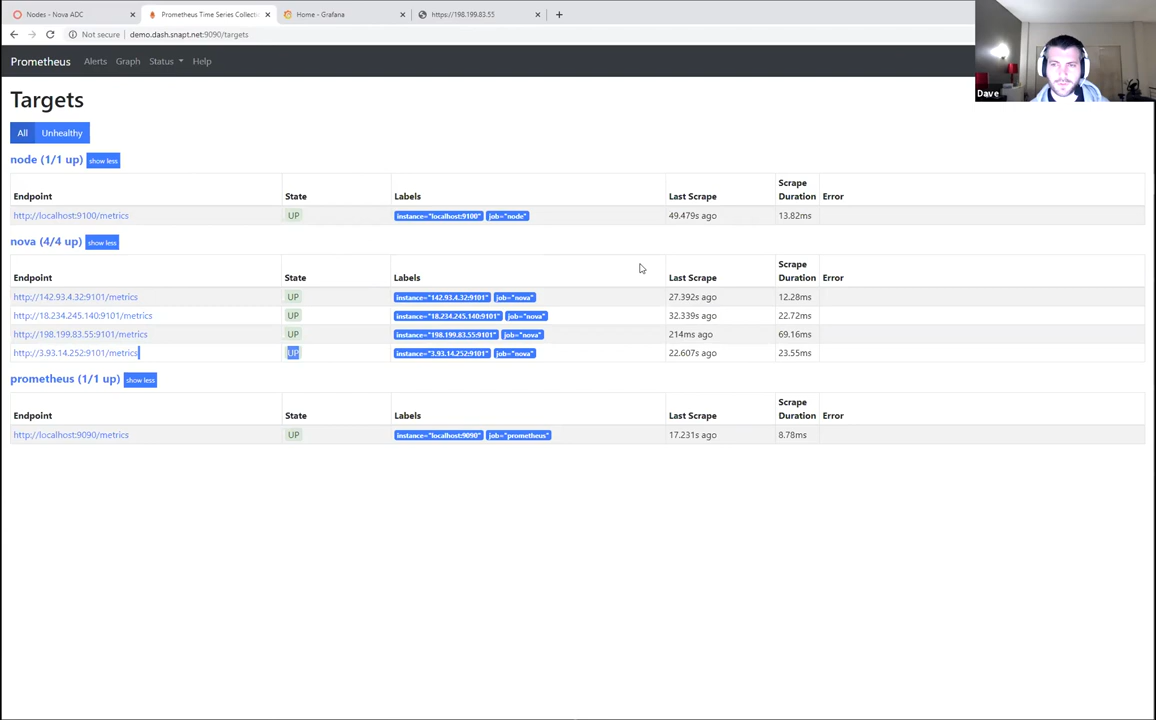 Nodes - Nova ADC
Prometheus Time Series Collecti
Home - Grafana
https://198.199.83.55
Not secure
demo.dash.snapt.net:9090/targets
Prometheus
Alerts
Graph
Status
Help
Dave
Targets
All
Unhealthy
node (1/1 up)
show less
Endpoint
State
Labels
Last Scrape
Scrape
Duration
Error
http://localhost:9100/metrics
UP
instance="localhost:9100"
job="node"
49.479s ago
13.82ms
nova (4/4 up)
show less
Endpoint
State
Labels
Last Scrape
Scrape
Duration
Error
http://142.93.4.32:9101/metrics
UP
instance="142.93.4.32:9101"
job="nova"
27.392s ago
12.28ms
http://18.234.245.140:9101/metrics
UP
instance="18.234.245.140:9101"
job="nova"
32.339s ago
22.72ms
http://198.199.83.55:9101/metrics
UP
instance="198.199.83.55:9101"
job="nova"
214ms ago
69.16ms
http://3.93.14.252:9101/metrics
UP
instance="3.93.14.252:9101"
job="nova"
22.607s ago
23.55ms
prometheus (1/1 up)
show less
Endpoint
State
Labels
Last Scrape
Scrape
Duration
Error
http://localhost:9090/metrics
UP
instance="localhost:9090"
job="prometheus"
17.231s ago
8.78ms